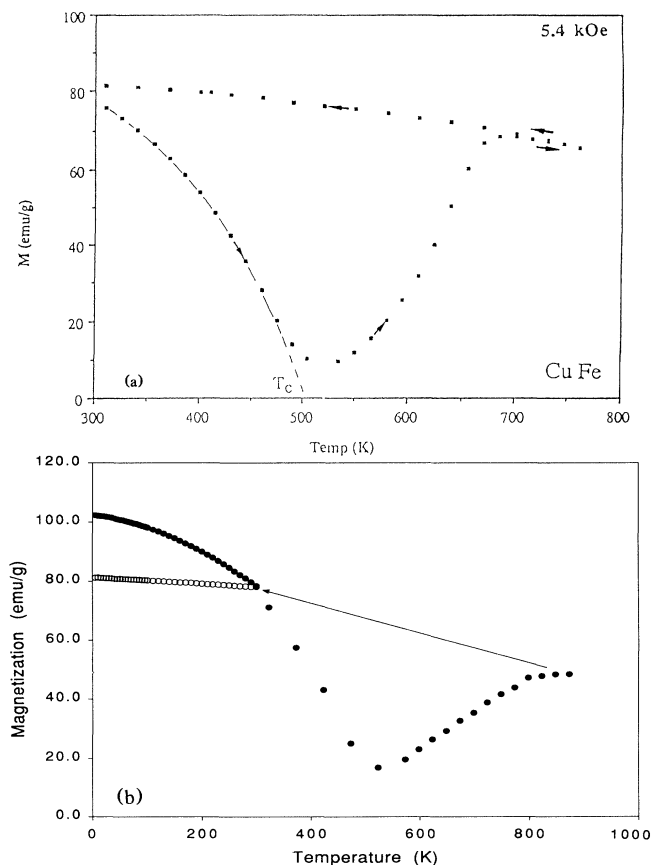 100
5.4 kOe
80
60
M (emu/g)
40
20
(a)
T_C
Cu Fe
0
300 400 500 600 700 800
Temp (K)
120.0
100.0
80.0
Magnetization (emu/g)
60.0
40.0
20.0
(b)
0.0
0 200 400 600 800 1000
Temperature (K)